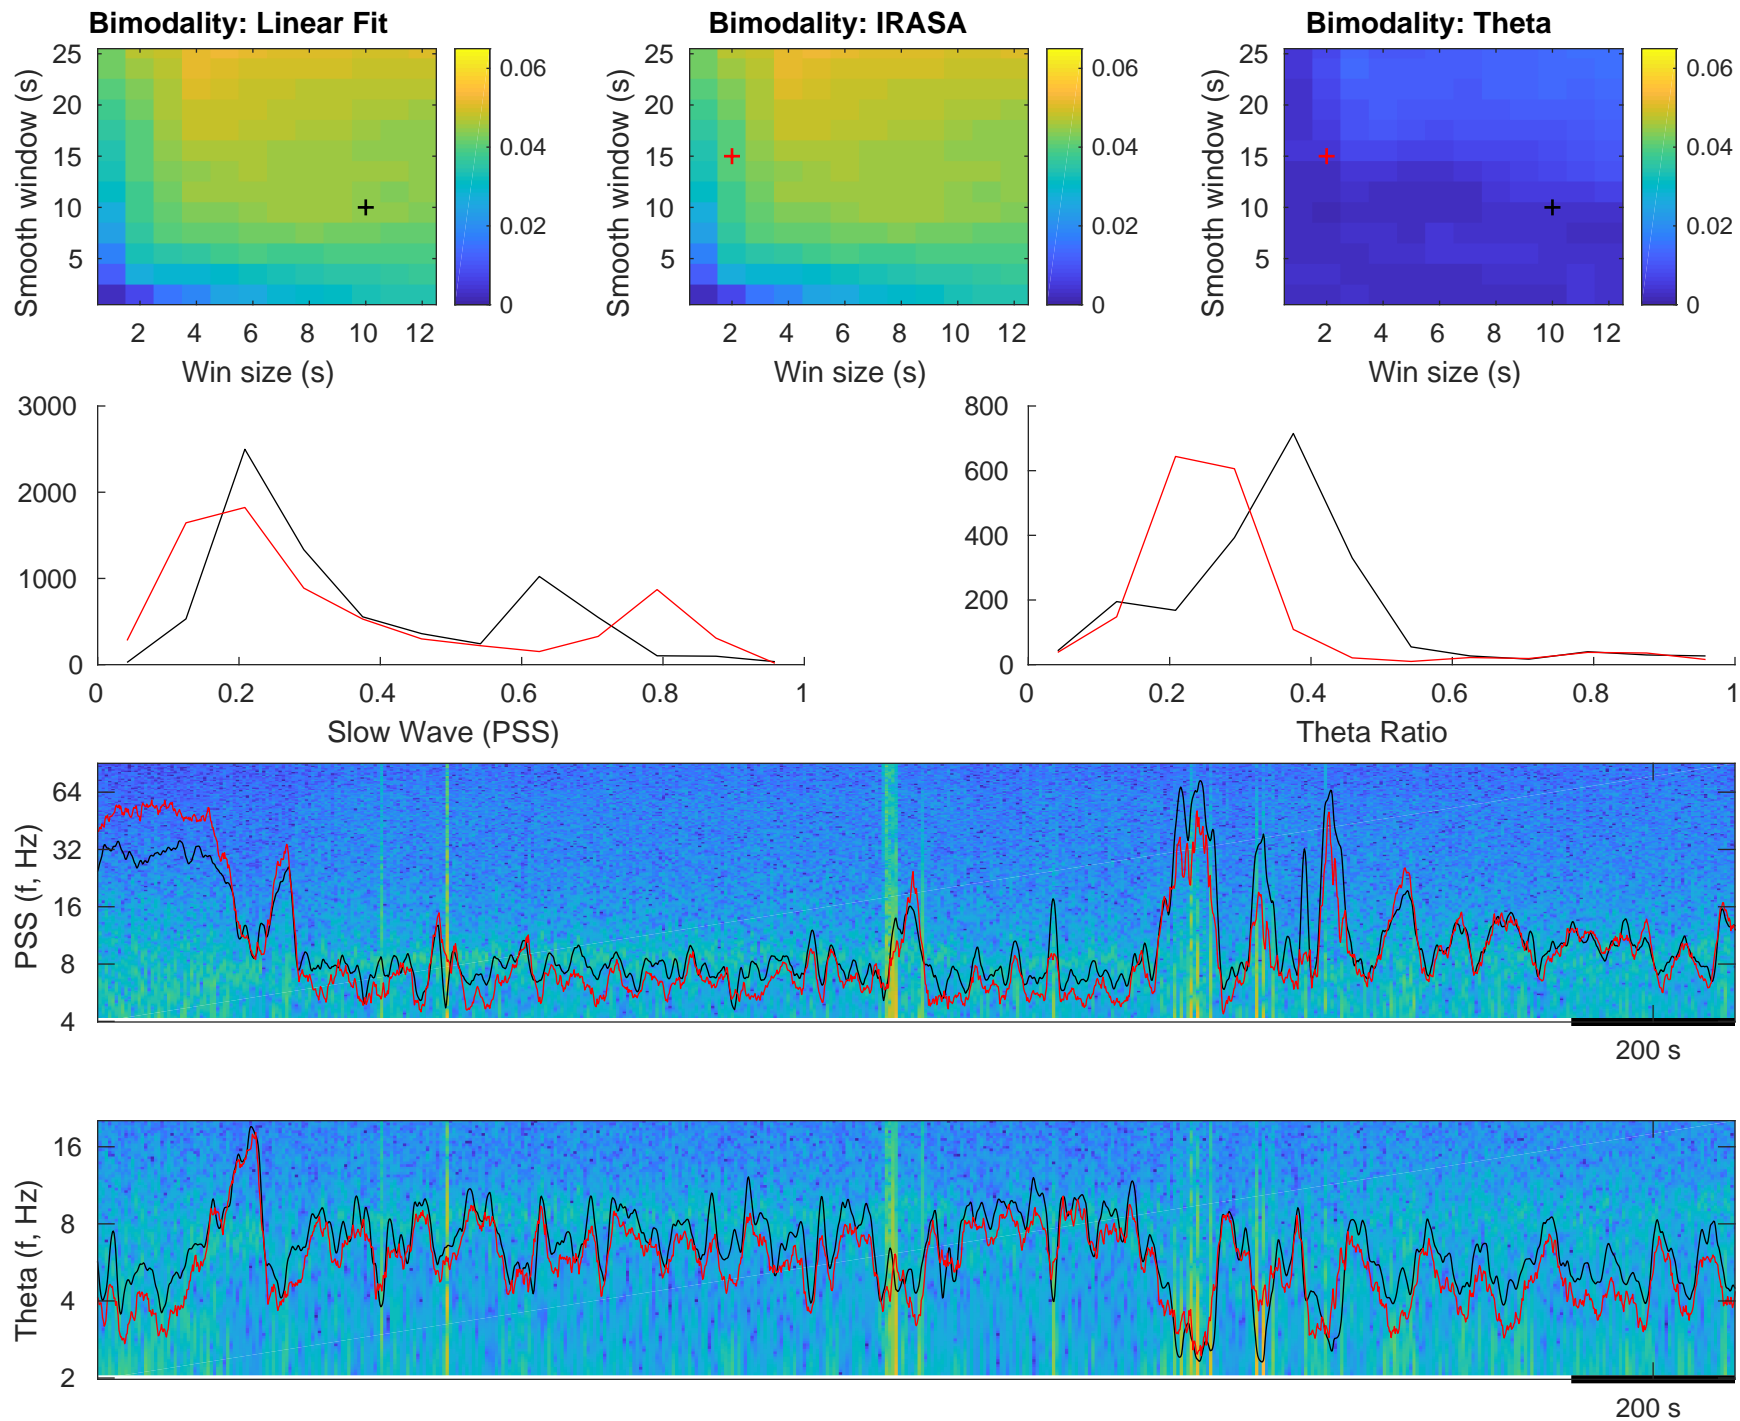 Bimodality: Linear Fit
Bimodality: IRASA
Bimodality: Theta
Smooth window (s)
25
20
15
10
5
2 4 6 8 10 12
Win size (s)
0.06
0.04
0.02
0
Smooth window (s)
25
20
15
10
5
2 4 6 8 10 12
Win size (s)
0.06
0.04
0.02
0
Smooth window (s)
25
20
15
10
5
2 4 6 8 10 12
Win size (s)
0.06
0.04
0.02
0
3000
2000
1000
0
0 0.2 0.4 0.6 0.8 1
Slow Wave (PSS)
800
600
400
200
0
0 0.2 0.4 0.6 0.8 1
Theta Ratio
PSS (f, Hz)
64
32
16
8
4
200 s
Theta (f, Hz)
16
8
4
2
200 s